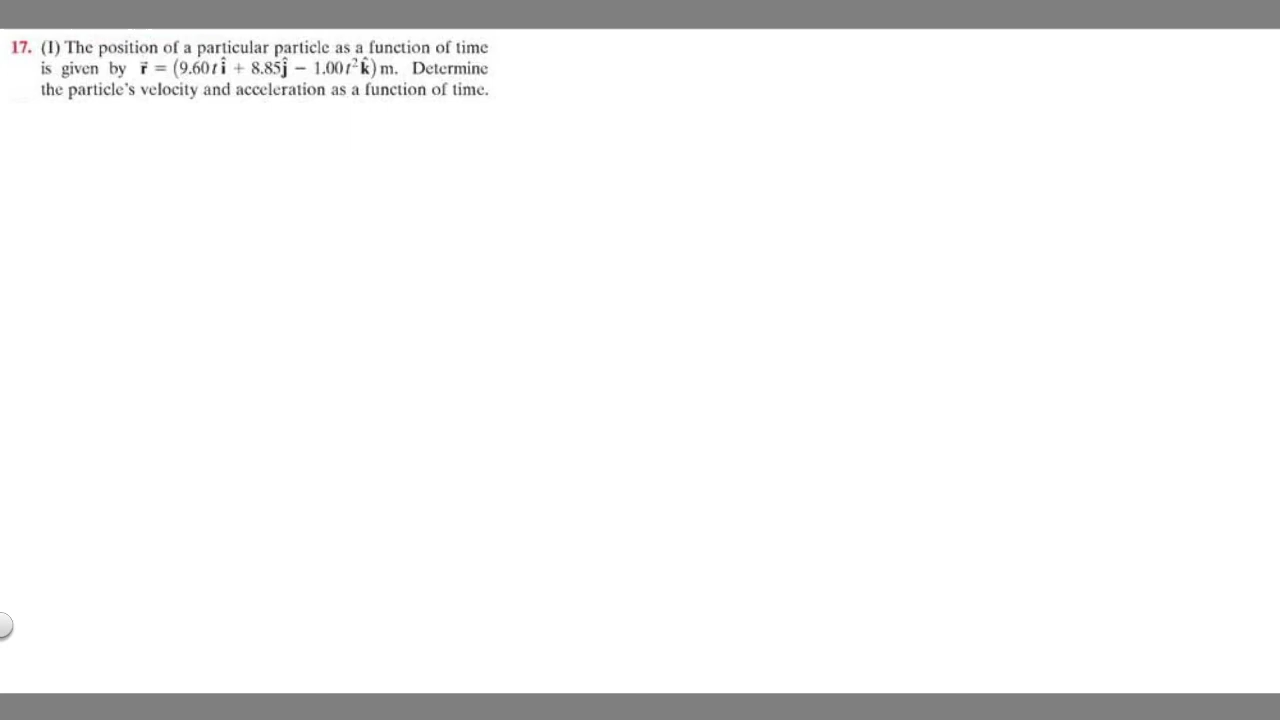 17. (I) The position of a particular particle as a function of time
is given by r⃗ = (9.60t î + 8.85ĵ − 1.00t² k̂) m. Determine
the particle's velocity and acceleration as a function of time.